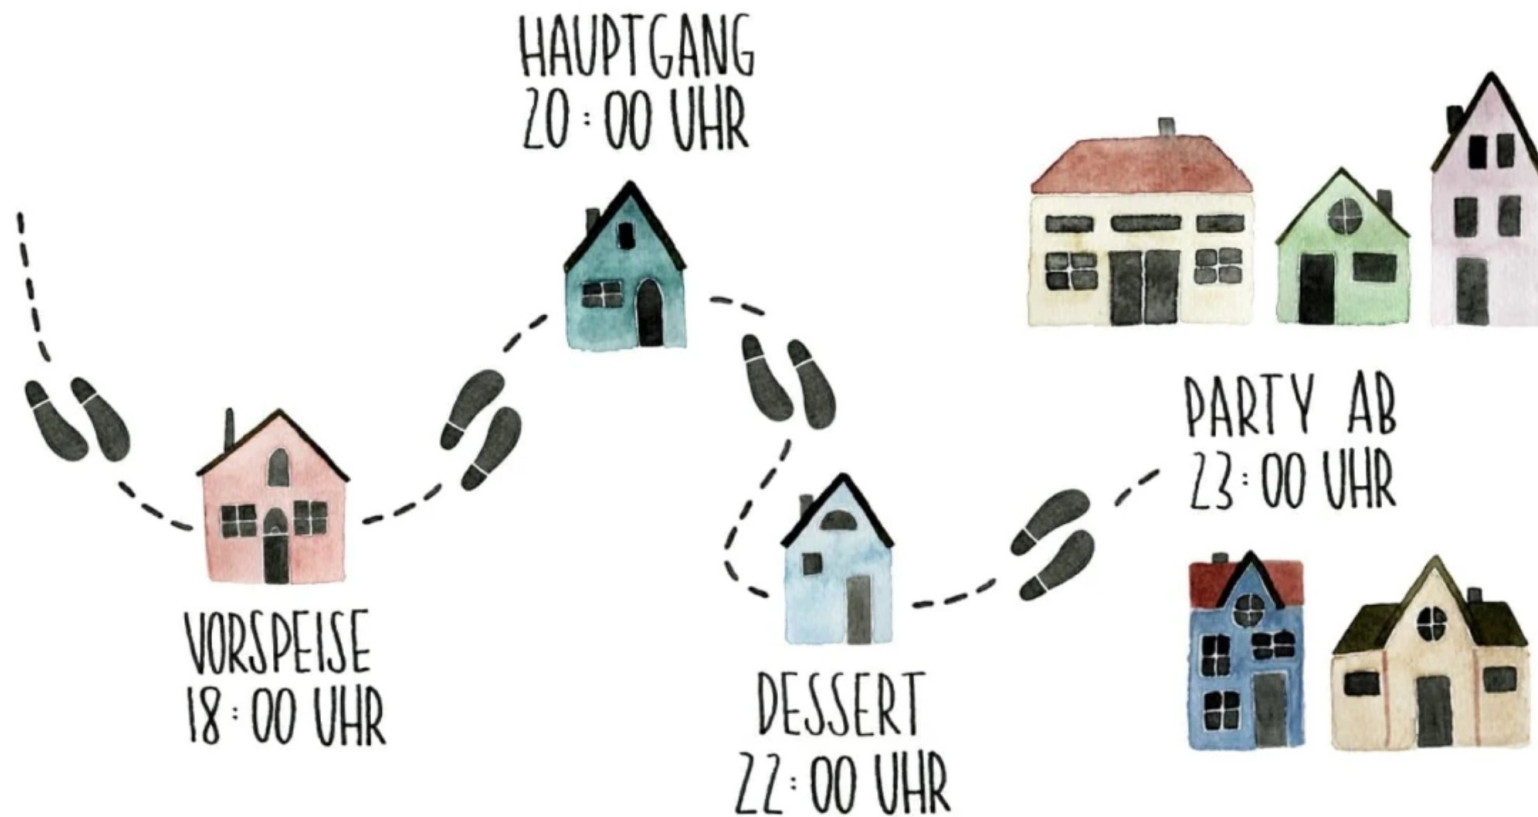 HAUPTGANG
20:00 UHR
VORSPEISE
18:00 UHR
DESSERT
22:00 UHR
PARTY AB
23:00 UHR